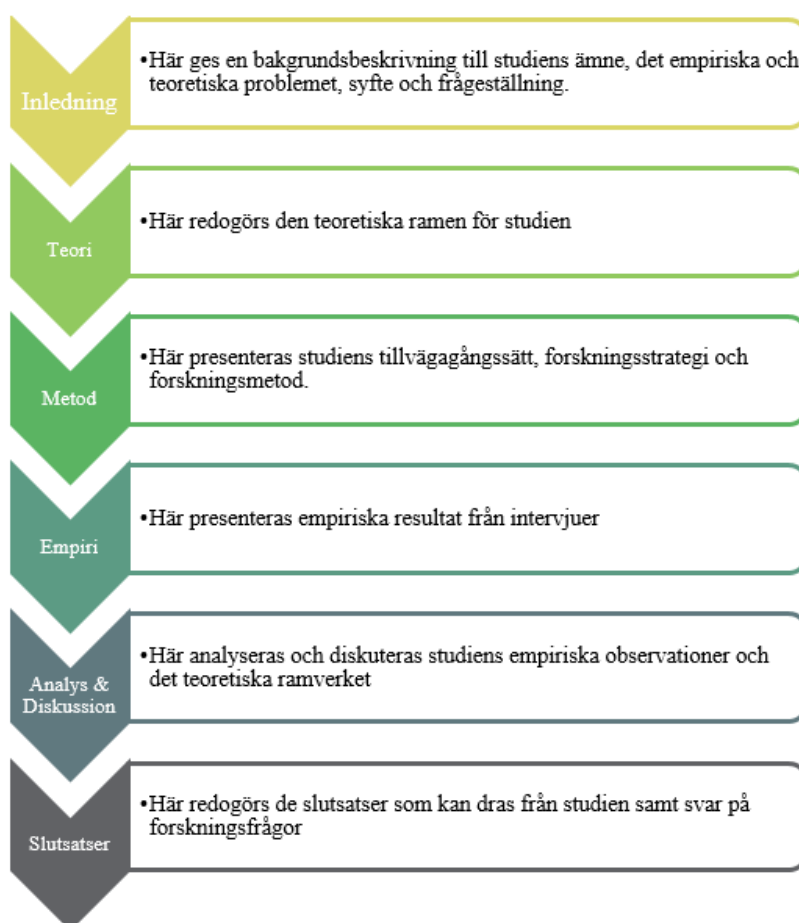 Inledning
•Här ges en bakgrundsbeskrivning till studiens ämne, det empiriska och
teoretiska problemet, syfte och frågeställning.
Teori
•Här redogörs den teoretiska ramen för studien
Metod
•Här presenteras studiens tillvägagångssätt, forskningsstrategi och
forskningsmetod.
Empiri
•Här presenteras empiriska resultat från intervjuer
Analys &
Diskussion
•Här analyseras och diskuteras studiens empiriska observationer och
det teoretiska ramverket
Slutsatser
•Här redogörs de slutsatser som kan dras från studien samt svar på
forskningsfrågor